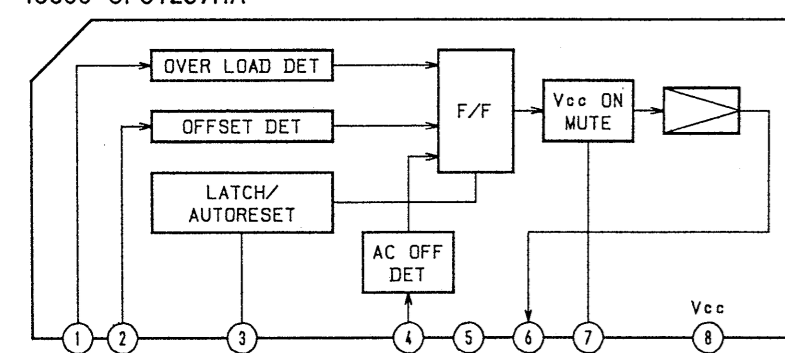 OVER LOAD DET
OFFSET DET
LATCH/
AUTORESET
F/F
Vcc ON
MUTE
AC OFF
DET
Vcc
1 2 3 4 5 6 7 8